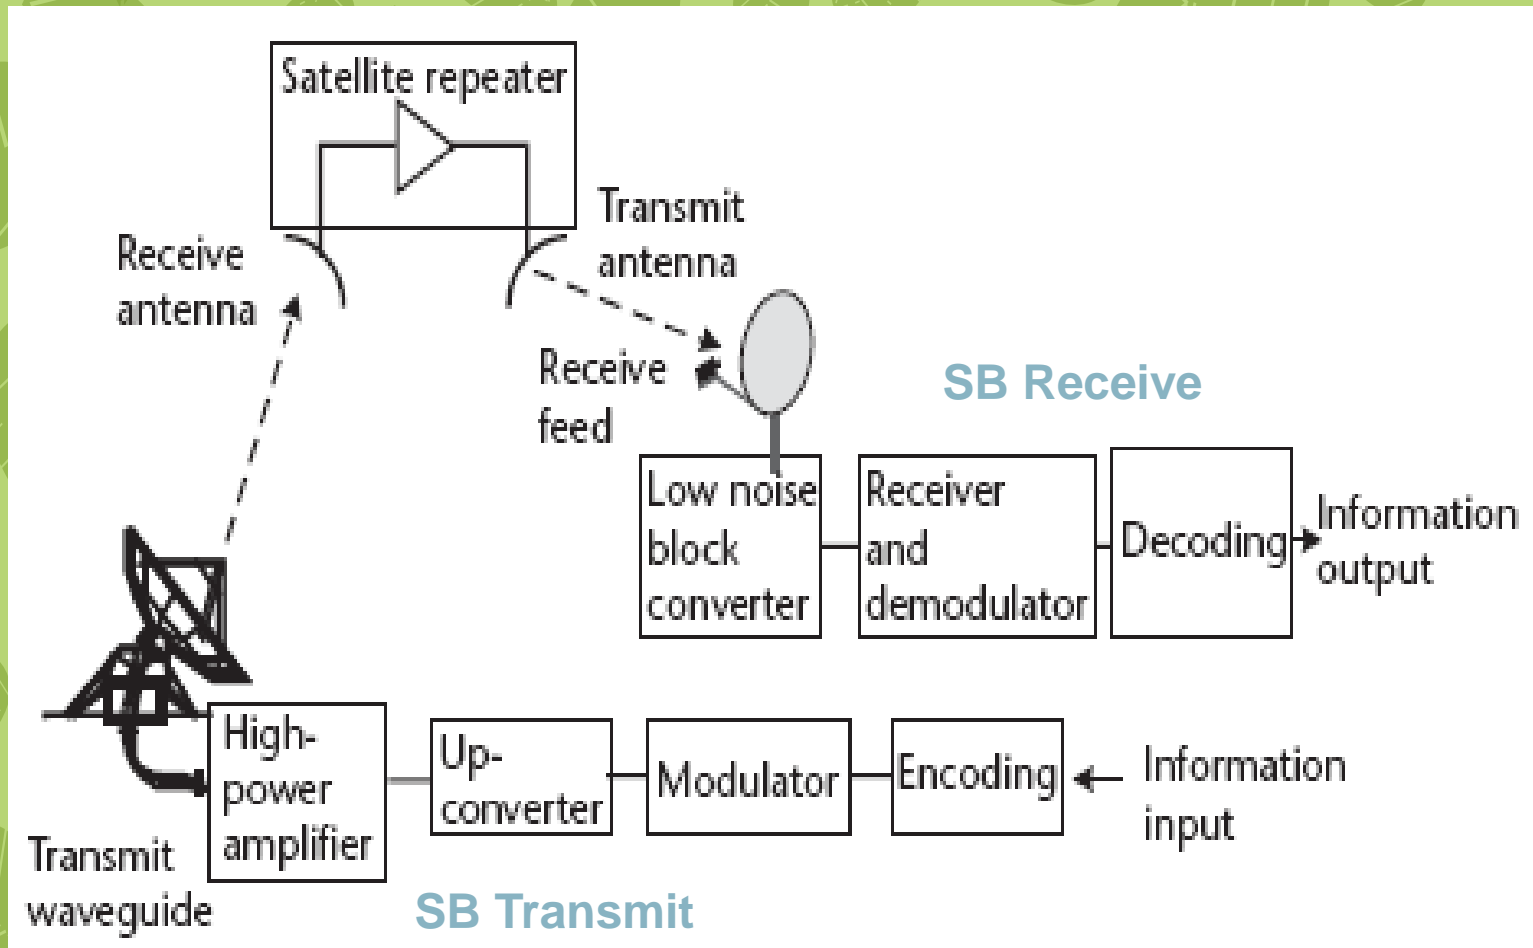 Satellite repeater
Receive
antenna
Transmit
antenna
Receive
feed
SB Receive
Low noise
block
converter
Receiver
and
demodulator
Decoding
Information
output
High-
power
amplifier
Up-
converter
Modulator
Encoding
Information
input
Transmit
waveguide
SB Transmit